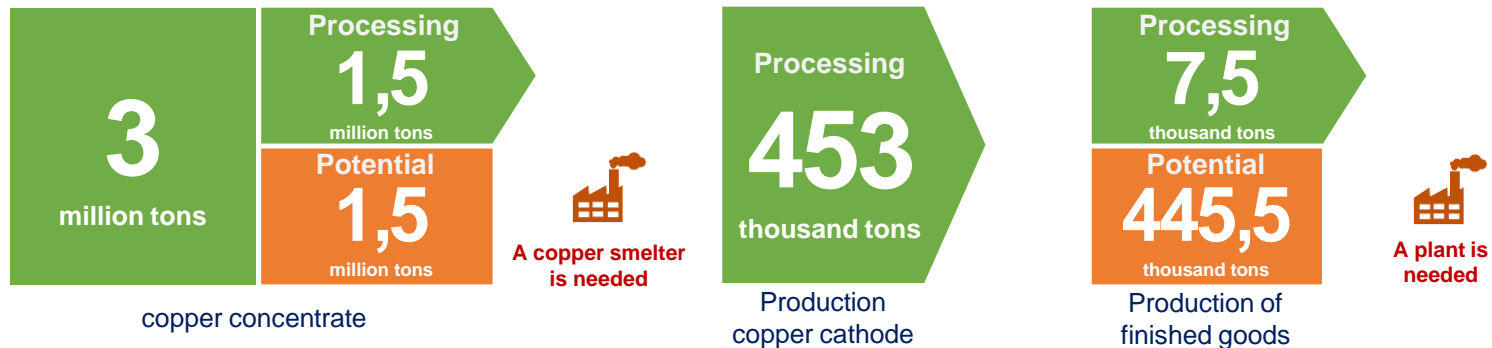 3
million tons
Processing
1,5
million tons
Potential
1,5
million tons
A copper smelter
is needed
copper concentrate
Processing
453
thousand tons
Production
copper cathode
Processing
7,5
thousand tons
Potential
445,5
thousand tons
A plant is
needed
Production of
finished goods